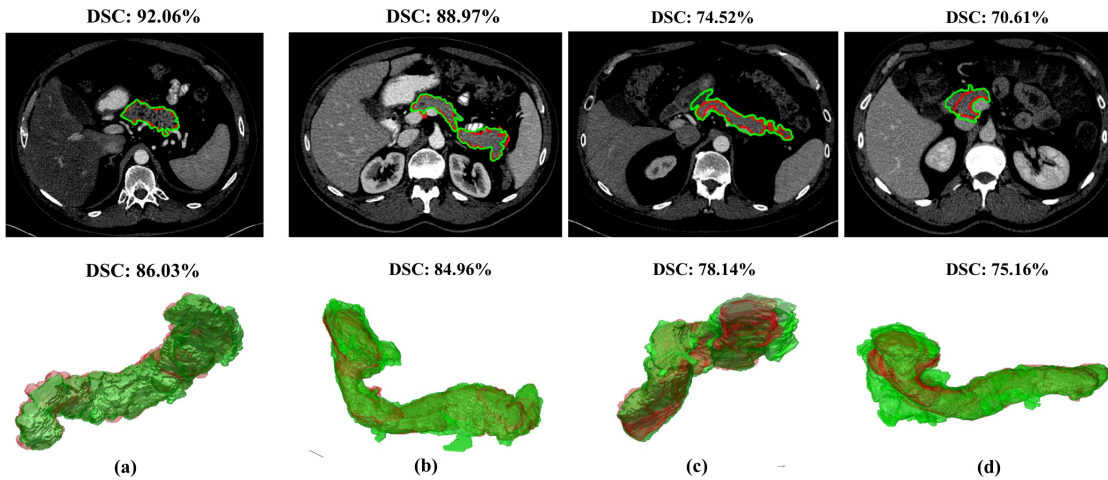 DSC: 92.06% DSC: 88.97% DSC: 74.52% DSC: 70.61%
DSC: 86.03% DSC: 84.96% DSC: 78.14% DSC: 75.16%
(a) (b) (c) (d)